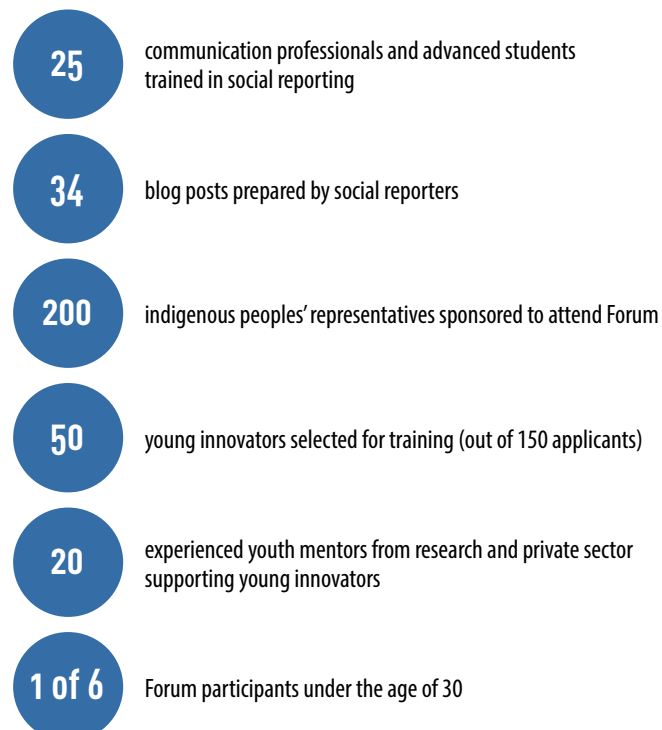 25
communication professionals and advanced students
trained in social reporting
34
blog posts prepared by social reporters
200
indigenous peoples’ representatives sponsored to attend Forum
50
young innovators selected for training (out of 150 applicants)
20
experienced youth mentors from research and private sector
supporting young innovators
1 of 6
Forum participants under the age of 30